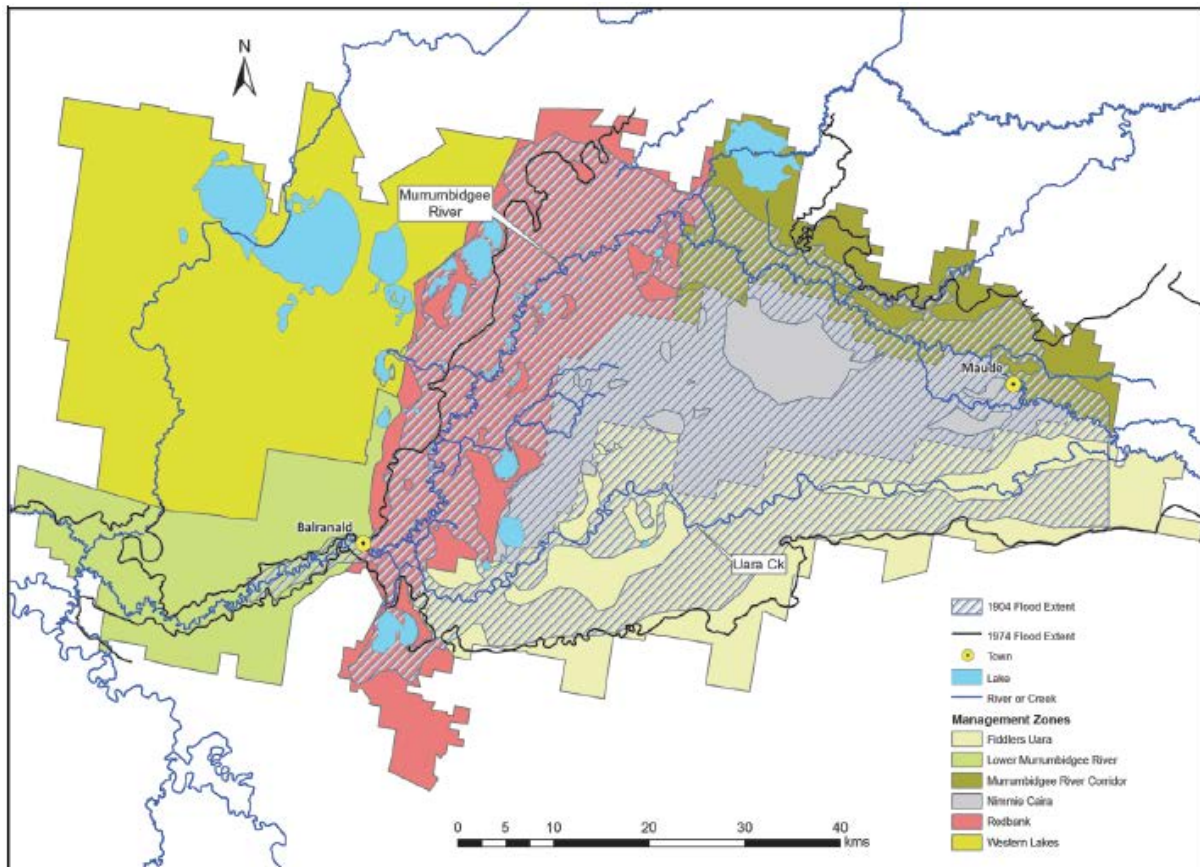 N
Murrumbidgee
River
Maude
Balranald
Uara Ck
1904 Flood Extent
1974 Flood Extent
Town
Lake
River or Creek
Management Zones
Fiddlers Uara
Lower Murrumbidgee River
Murrumbidgee River Corridor
Nimmie Caira
Redbank
Western Lakes
0 5 10 20 30 40
kms